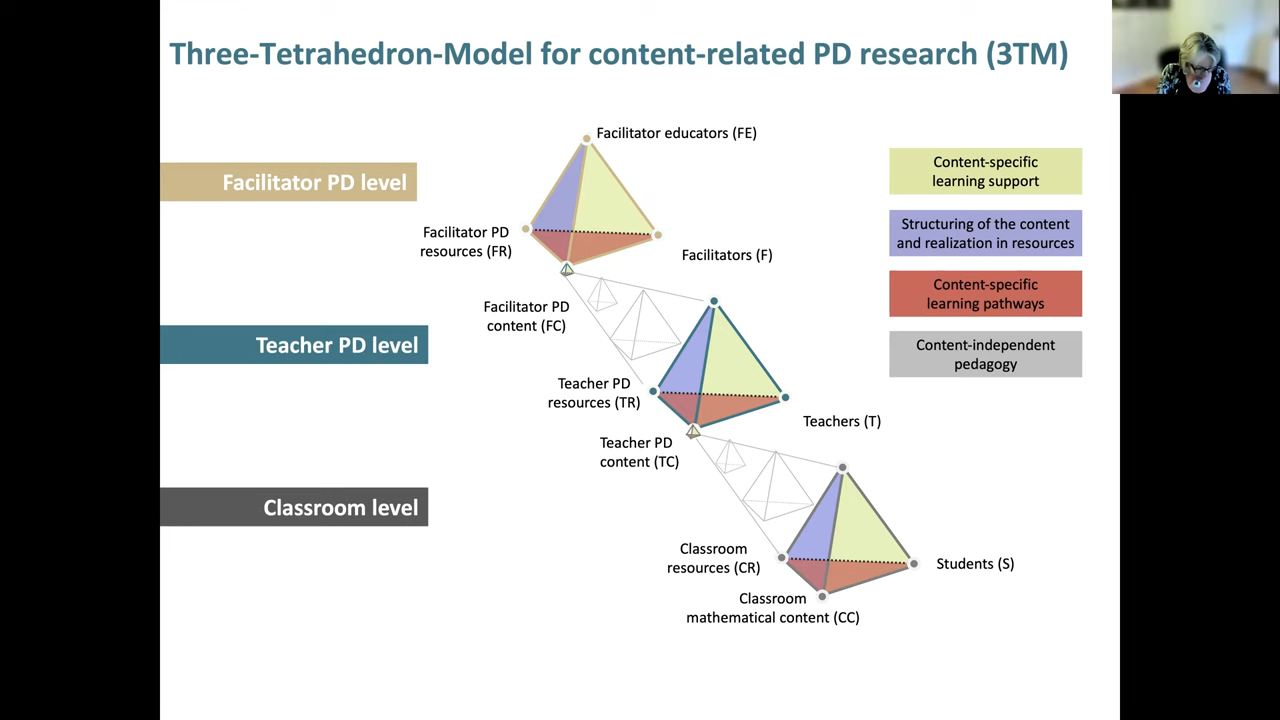 Three-Tetrahedron-Model for content-related PD research (3TM)
Facilitator educators (FE)
Facilitator PD level
Facilitator PD
resources (FR)
Facilitators (F)
Facilitator PD
content (FC)
Teacher PD level
Teacher PD
resources (TR)
Teachers (T)
Teacher PD
content (TC)
Classroom level
Classroom
resources (CR)
Students (S)
Classroom
mathematical content (CC)
Content-specific
learning support
Structuring of the content
and realization in resources
Content-specific
learning pathways
Content-independent
pedagogy